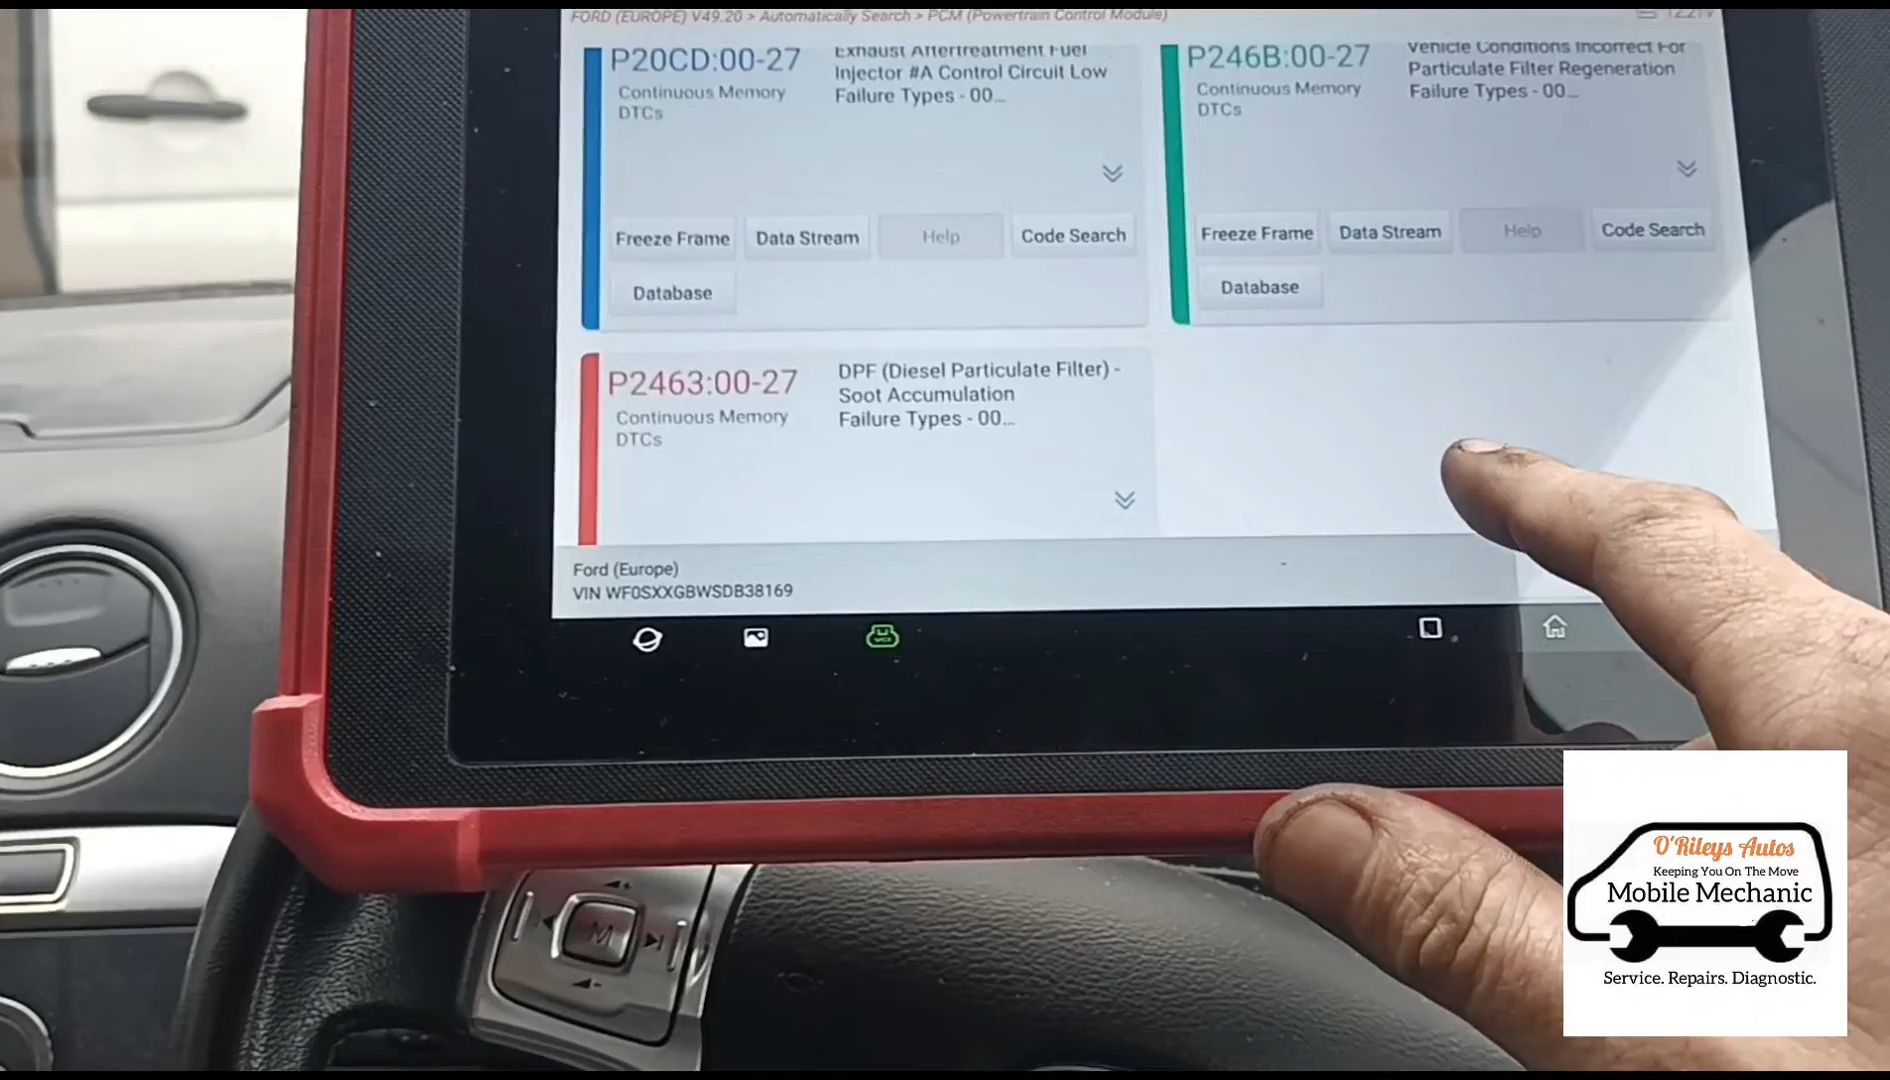 FORD (EUROPE) V49.20 > Automatically Search > PCM (Powertrain Control Module)
P20CD:00-27
Continuous Memory
DTCs
Exhaust Aftertreatment Fuel
Injector #A Control Circuit Low
Failure Types - 00...
Freeze Frame
Data Stream
Help
Code Search
Database
P246B:00-27
Continuous Memory
DTCs
Vehicle Conditions Incorrect For
Particulate Filter Regeneration
Failure Types - 00...
Freeze Frame
Data Stream
Help
Code Search
Database
P2463:00-27
Continuous Memory
DTCs
DPF (Diesel Particulate Filter) -
Soot Accumulation
Failure Types - 00...
Ford (Europe)
VIN WF0SXXGBWSDB38169
VCI
M
O'Rileys Autos
Keeping You On The Move
Mobile Mechanic
Service. Repairs. Diagnostic.